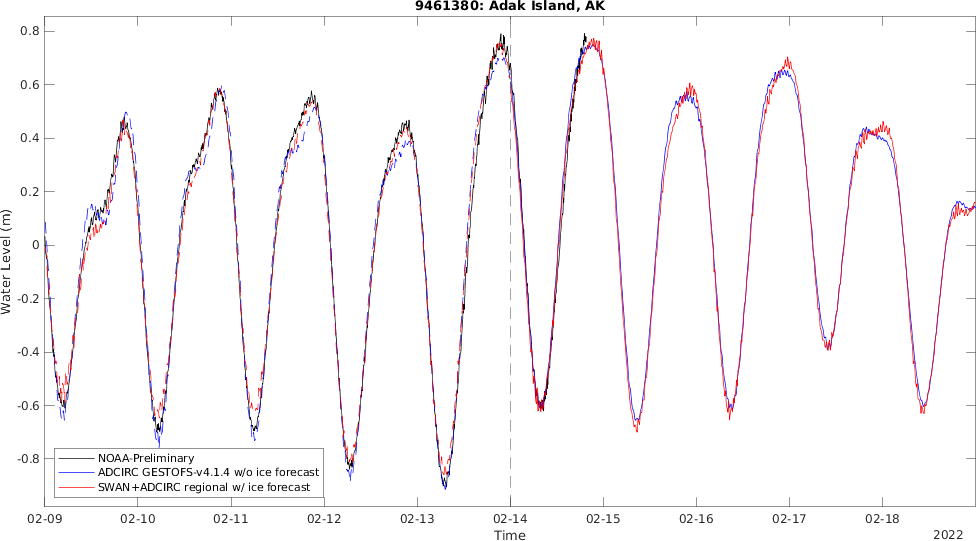 9461380: Adak Island, AK
Water Level (m)
0.8
0.6
0.4
0.2
0
-0.2
-0.4
-0.6
-0.8
NOAA-Preliminary
ADCIRC GESTOFS-v4.1.4 w/o ice forecast
SWAN+ADCIRC regional w/ ice forecast
02-09 02-10 02-11 02-12 02-13 02-14 02-15 02-16 02-17 02-18
Time
2022